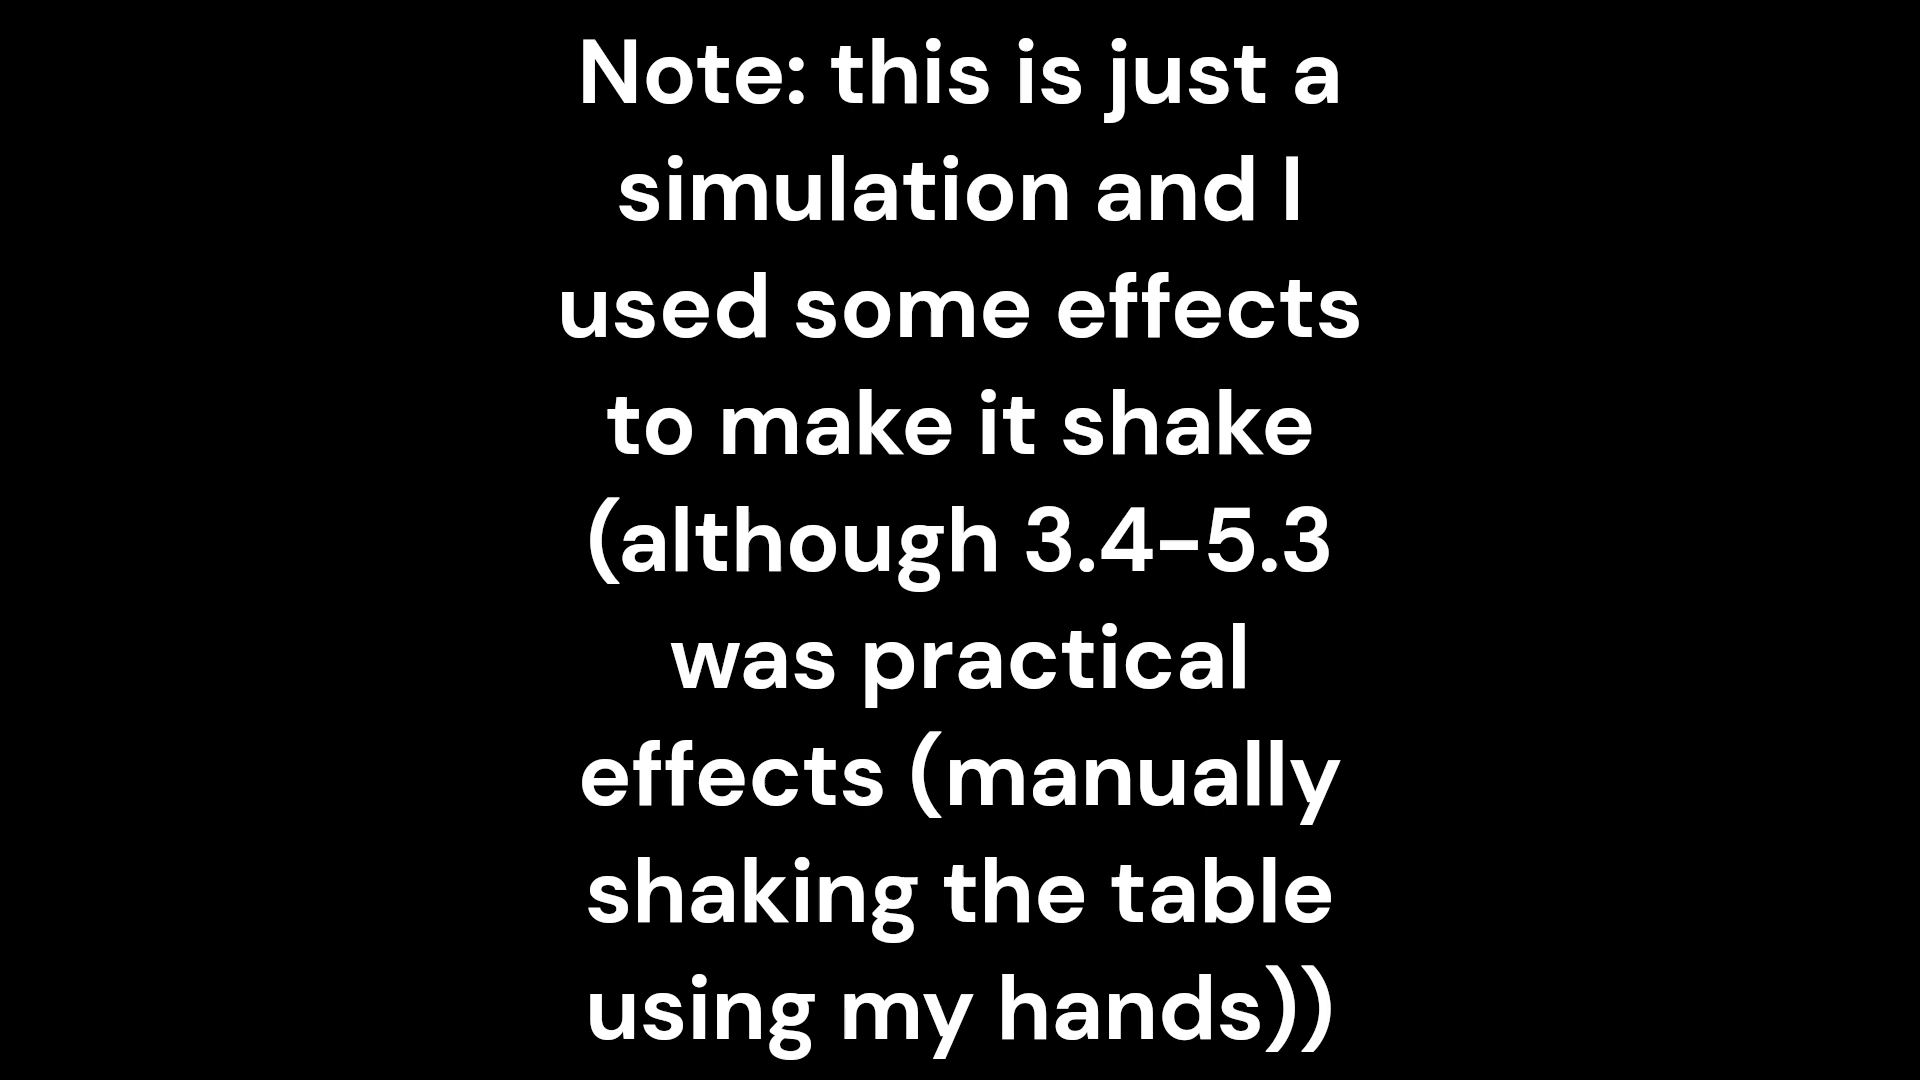 Note: this is just a
simulation and I
used some effects
to make it shake
(although 3.4-5.3
was practical
effects (manually
shaking the table
using my hands))